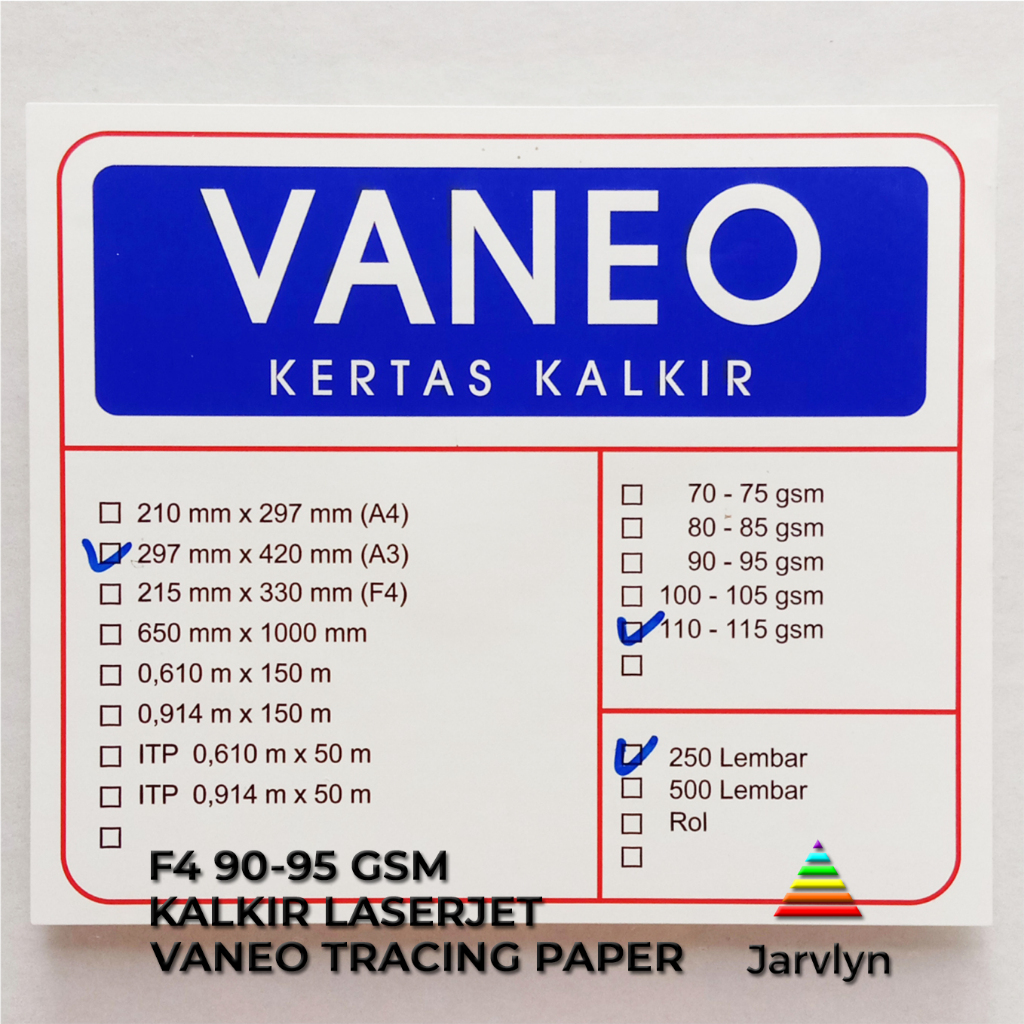 VANEO
KERTAS KALKIR
210 mm x 297 mm (A4)
297 mm x 420 mm (A3)
215 mm x 330 mm (F4)
650 mm x 1000 mm
0,610 m x 150 m
0,914 m x 150 m
ITP 0,610 m x 50 m
ITP 0,914 m x 50 m
70 - 75 gsm
80 - 85 gsm
90 - 95 gsm
100 - 105 gsm
110 - 115 gsm
250 Lembar
500 Lembar
Rol
F4 90-95 GSM
KALKIR LASERJET
VANEO TRACING PAPER
Jarvlyn